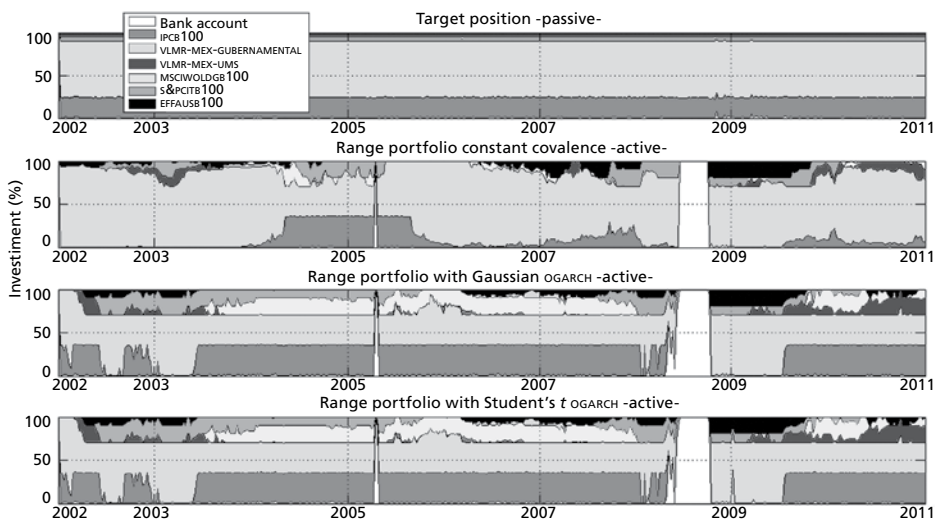 Target position -passive-
Bank account
IPCB100
VLMR-MEX-GUBERNAMENTAL
VLMR-MEX-UMS
MSCIWOLDGB100
S&PCITB100
EFFAUSB100
100
50
0
2002 2003 2005 2007 2009 2011
Range portfolio constant covalence -active-
100
50
0
2002 2003 2005 2007 2009 2011
Investiment (%)
Range portfolio with Gaussian OGARCH -active-
100
50
0
2002 2003 2005 2007 2009 2011
Range portfolio with Student's t OGARCH -active-
100
50
0
2002 2003 2005 2007 2009 2011